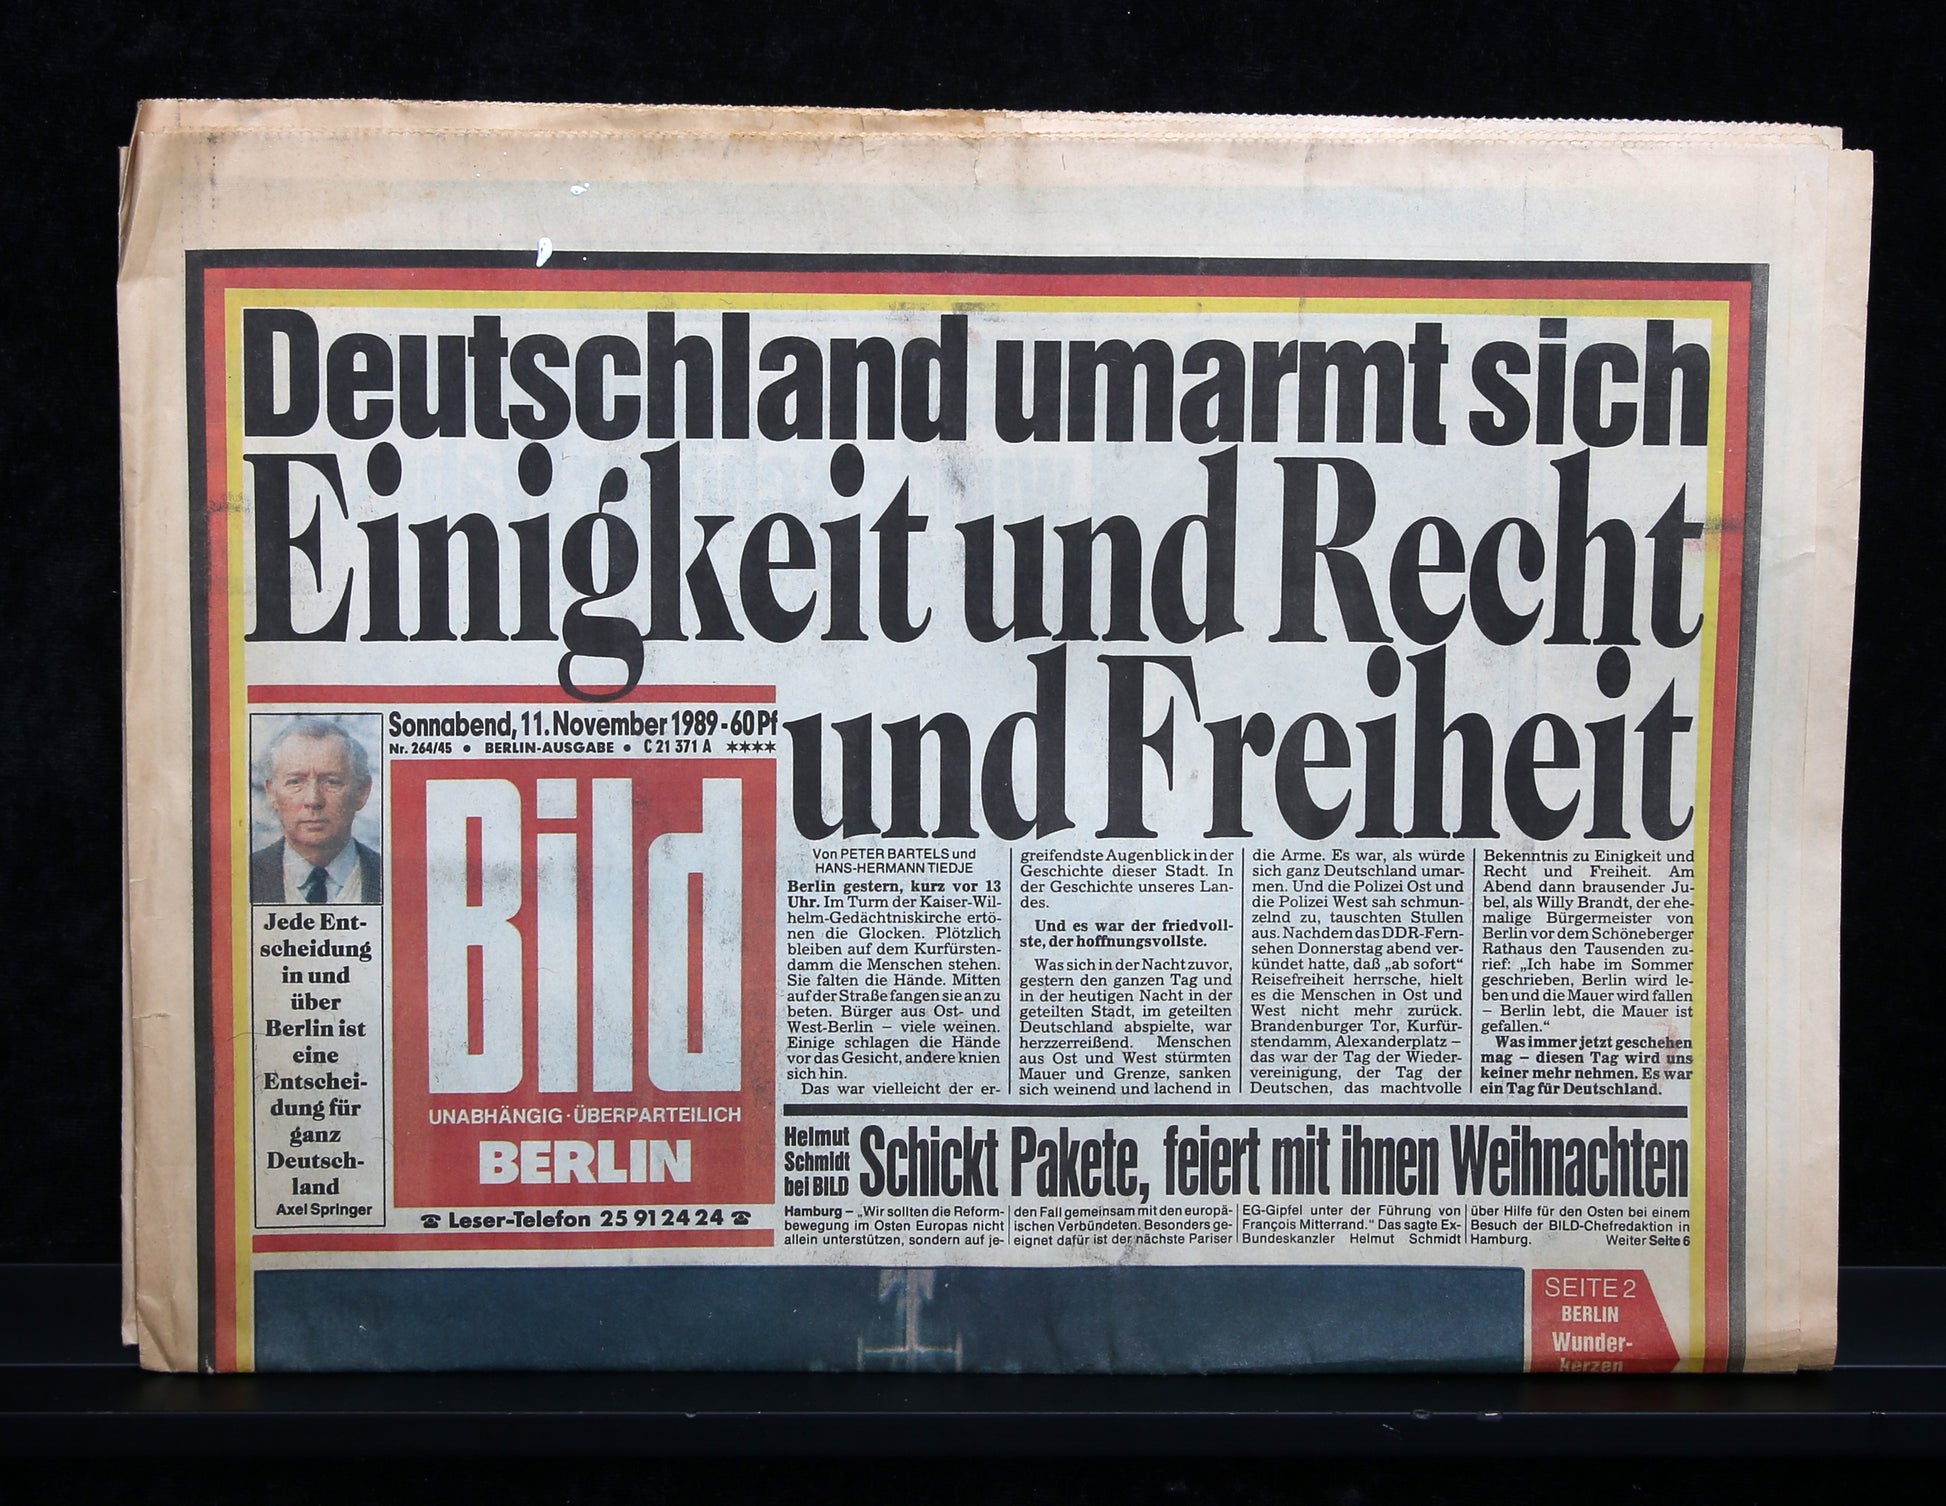 Deutschland umarmt sich
Einigkeit und Recht
und Freiheit
Sonnabend, 11. November 1989 - 60 Pf
Nr. 264/45 • BERLIN-AUSGABE • C 21 371 A ★★★★
Bild
UNABHÄNGIG · ÜBERPARTEILICH
BERLIN
☎ Leser-Telefon 25 91 24 24 ☎
Jede Ent-
scheidung
in und
über
Berlin ist
eine
Entschei-
dung für
ganz
Deutsch-
land
Axel Springer
Von PETER BARTELS und
HANS-HERMANN TIEDJE
Berlin gestern, kurz vor 13
Uhr. Im Turm der Kaiser-Wil-
helm-Gedächtniskirche ertö-
nen die Glocken. Plötzlich
bleiben auf dem Kurfürsten-
damm die Menschen stehen.
Sie falten die Hände. Mitten
auf der Straße fangen sie an zu
beten. Bürger aus Ost- und
West-Berlin – viele weinen.
Einige schlagen die Hände
vor das Gesicht, andere knien
sich hin.
Das war vielleicht der er-
greifendste Augenblick in der
Geschichte dieser Stadt. In
der Geschichte unseres Lan-
des.
Und es war der friedvoll-
ste, der hoffnungsvollste.
Was sich in der Nacht zuvor,
gestern den ganzen Tag und
in der heutigen Nacht in der
geteilten Stadt, im geteilten
Deutschland abspielte, war
herzzerreißend. Menschen
aus Ost und West stürmten
Mauer und Grenze, sanken
sich weinend und lachend in
die Arme. Es war, als würde
sich ganz Deutschland umar-
men. Und die Polizei Ost und
die Polizei West sah schmun-
zelnd zu, tauschten Stullen
aus. Nachdem das DDR-Fern-
sehen Donnerstag abend ver-
kündet hatte, daß „ab sofort“
Reisefreiheit herrsche, hielt
es die Menschen in Ost und
West nicht mehr zurück.
Brandenburger Tor, Kurfür-
stendamm, Alexanderplatz –
das war der Tag der Wieder-
vereinigung, der Tag der
Deutschen, das machtvolle
Bekenntnis zu Einigkeit und
Recht und Freiheit. Am
Abend dann brausender Ju-
bel, als Willy Brandt, der ehe-
malige Bürgermeister von
Berlin vor dem Schöneberger
Rathaus den Tausenden zu-
rief: „Ich habe im Sommer
geschrieben, Berlin wird le-
ben und die Mauer wird fallen
– Berlin lebt, die Mauer ist
gefallen.“
Was immer jetzt geschehen
mag – diesen Tag wird uns
keiner mehr nehmen. Es war
ein Tag für Deutschland.
Helmut
Schmidt
bei BILD
Schickt Pakete, feiert mit ihnen Weihnachten
Hamburg – „Wir sollten die Reform-
bewegung im Osten Europas nicht
allein unterstützen, sondern auf je-
den Fall gemeinsam mit den europä-
ischen Verbündeten. Besonders ge-
eignet dafür ist der nächste Pariser
EG-Gipfel unter der Führung von
François Mitterrand.“ Das sagte Ex-
Bundeskanzler Helmut Schmidt
über Hilfe für den Osten bei einem
Besuch der BILD-Chefredaktion in
Hamburg. Weiter Seite 6
SEITE 2
BERLIN
Wunder-
kerzen